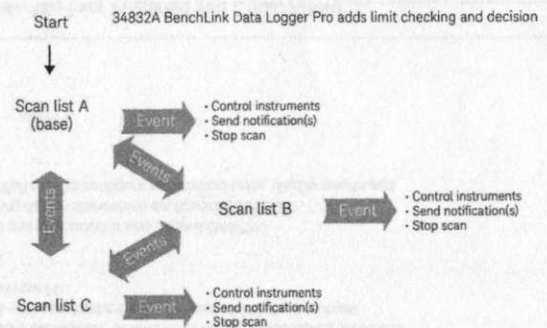 Start
34832A BenchLink Data Logger Pro adds limit checking and decision
Scan list A
(base)
Event
· Control instruments
· Send notification(s)
· Stop scan
Events
Events
Scan list B
Event
· Control instruments
· Send notification(s)
· Stop scan
Events
Scan list C
Event
· Control instruments
· Send notification(s)
· Stop scan